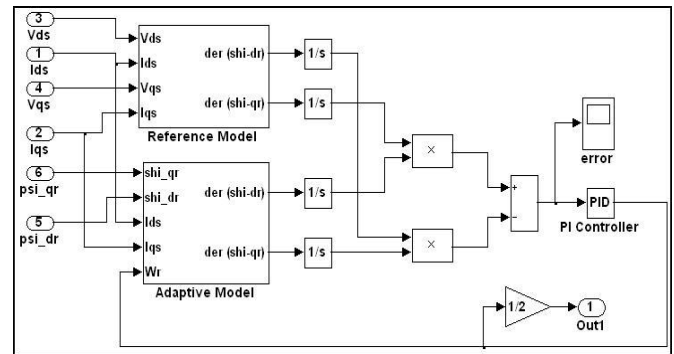 3
Vds
1
Ids
4
Vqs
2
Iqs
6
psi_qr
5
psi_dr
Vds
Ids
Vqs
Iqs
der (shi-dr)
der (shi-qr)
Reference Model
shi_qr
shi_dr
Ids
Iqs
Wr
der (shi-dr)
der (shi-qr)
Adaptive Model
1/s
1/s
1/s
1/s
×
×
+
−
error
PID
PI Controller
1/2
1
Out1